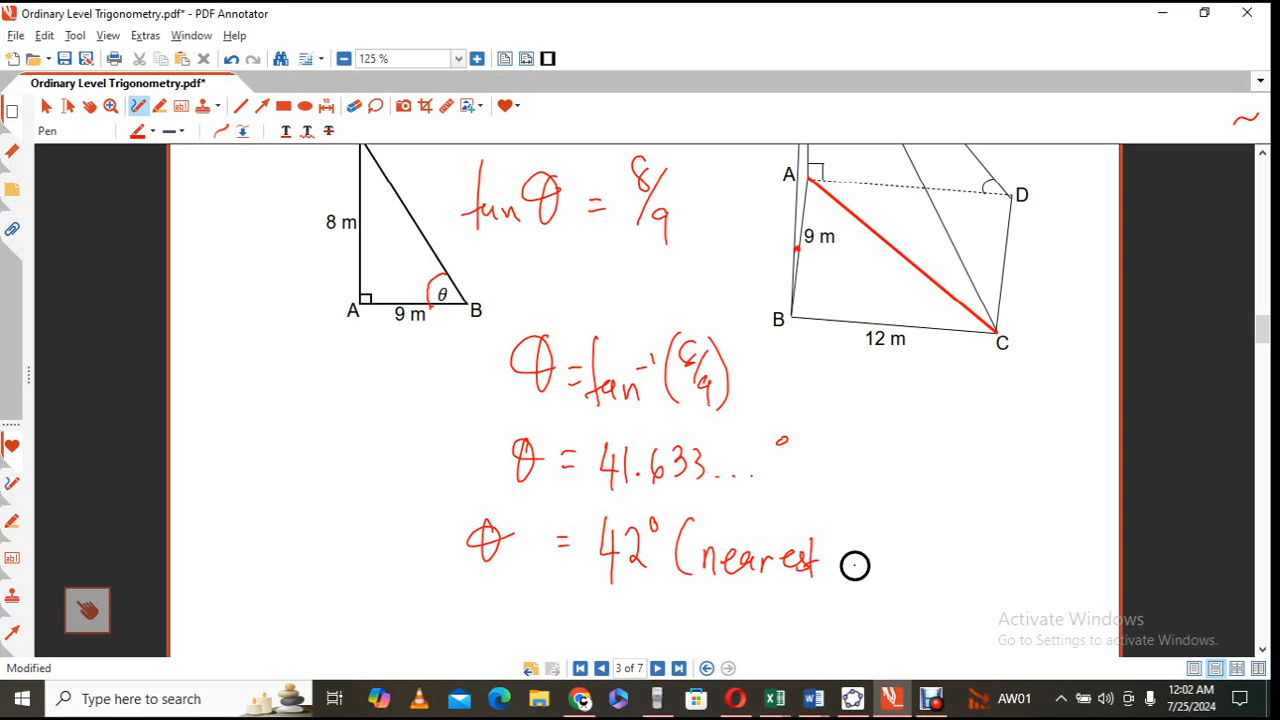 Ordinary Level Trigonometry.pdf* - PDF Annotator
File Edit Tool View Extras Window Help
125 %
Ordinary Level Trigonometry.pdf*
Pen
T T T
8 m
A
9 m
B
θ
tan θ = 8/9
A
D
9 m
B
12 m
C
θ = tan⁻¹ (8/9)
θ = 41.633...°
θ = 42° (nearest
Activate Windows
Go to Settings to activate Windows.
Modified
3 of 7
Type here to search
AW01
12:02 AM
7/25/2024